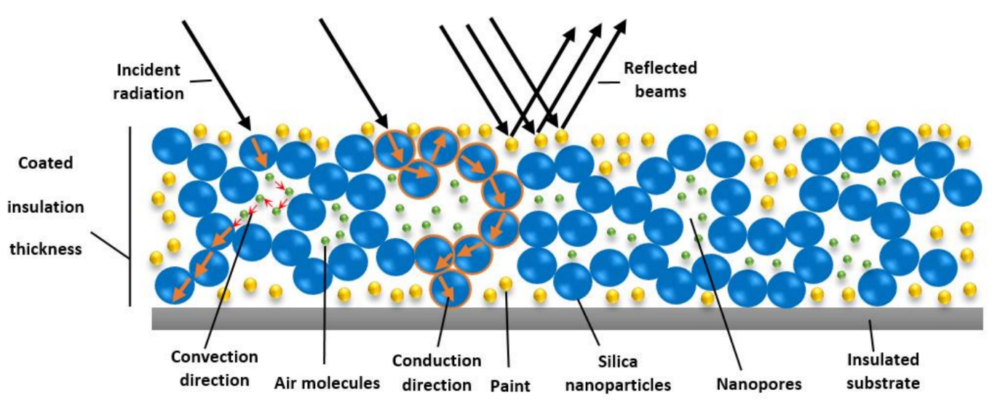 Incident
radiation
Reflected
beams
Coated
insulation
thickness
Convection
direction
Air molecules
Conduction
direction
Paint
Silica
nanoparticles
Nanopores
Insulated
substrate